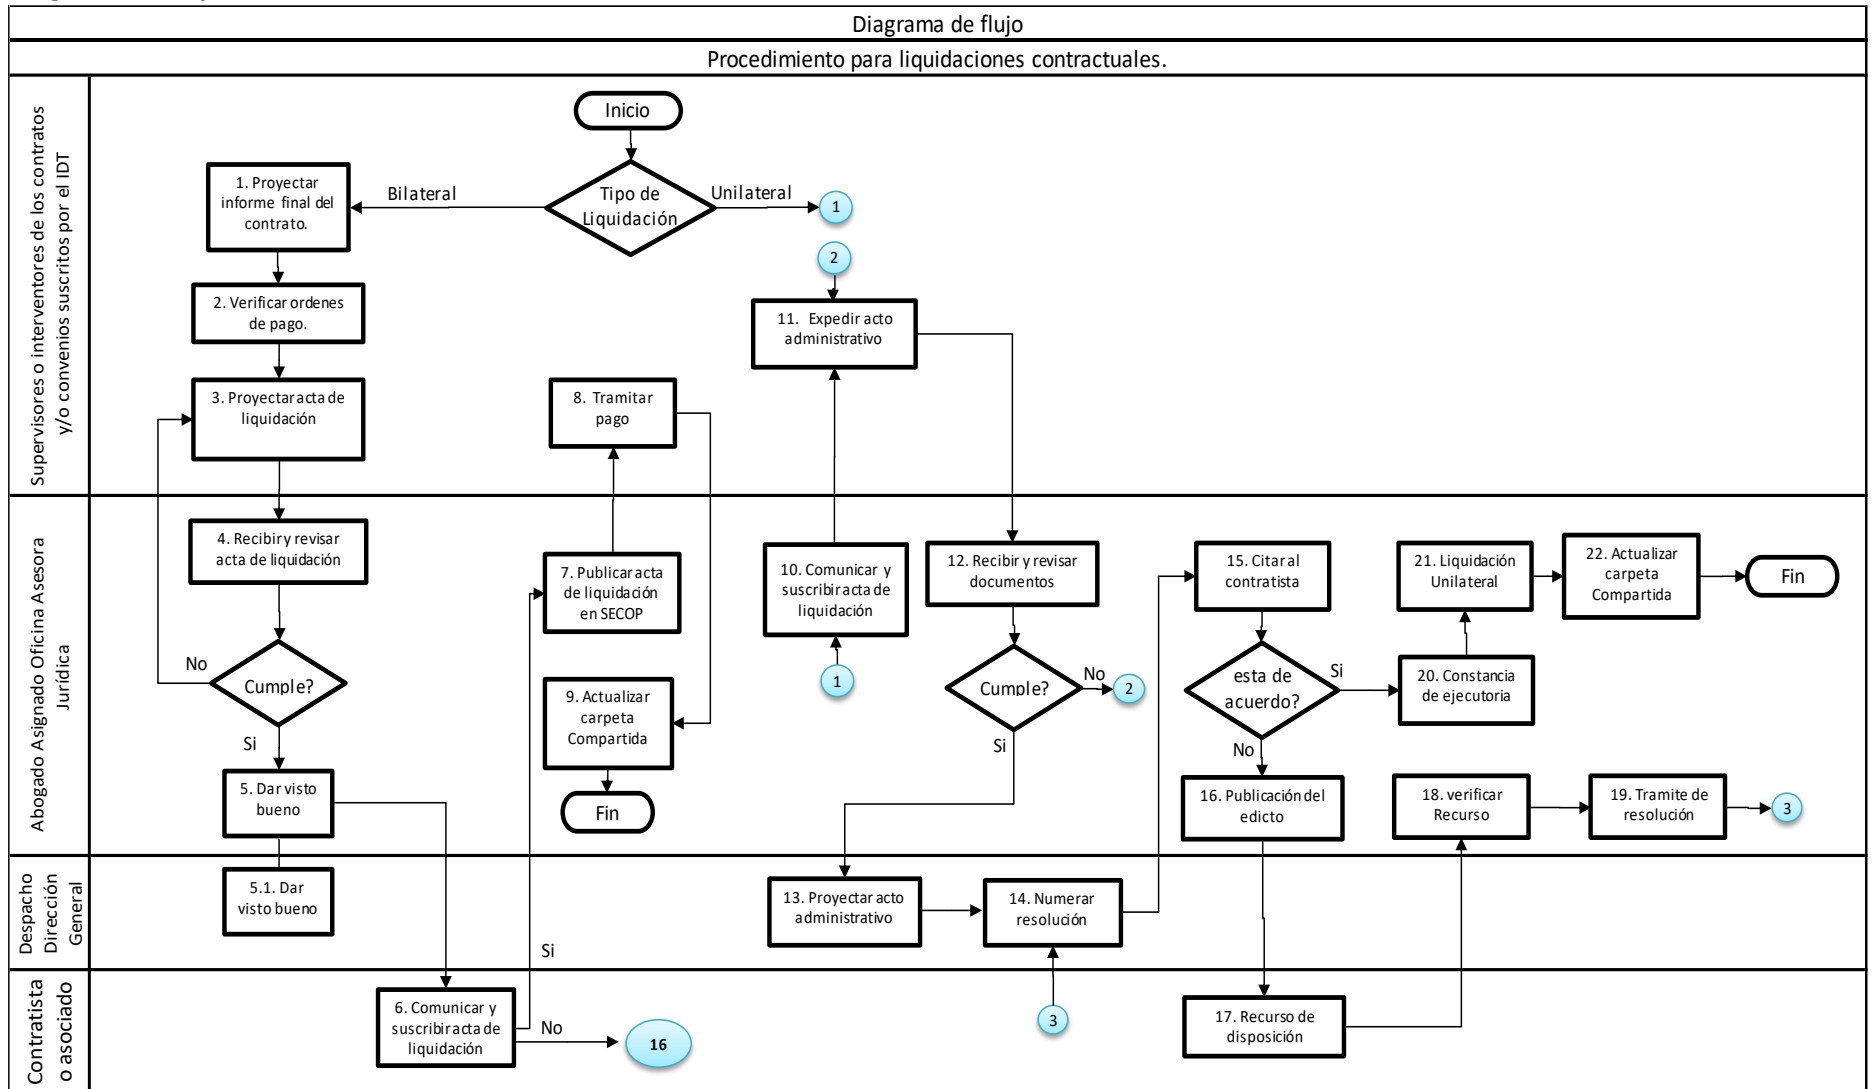 Diagrama de flujo
Procedimiento para liquidaciones contractuales.
Supervisores o interventores de los contratos
y/o convenios suscritos por el IDT
Inicio
Tipo de
Liquidación
Bilateral
Unilateral
1
1. Proyectar
informe final del
contrato.
2. Verificar ordenes
de pago.
3. Proyectar acta de
liquidación
8. Tramitar
pago
2
11. Expedir acto
administrativo
Abogado Asignado Oficina Asesora
Jurídica
4. Recibir y revisar
acta de liquidación
Cumple?
No
Si
5. Dar visto
bueno
7. Publicar acta
de liquidación
en SECOP
9. Actualizar
carpeta
Compartida
Fin
10. Comunicar y
suscribir acta de
liquidación
1
12. Recibir y revisar
documentos
Cumple?
No
2
Si
15. Citar al
contratista
esta de
acuerdo?
Si
No
16. Publicación del
edicto
21. Liquidación
Unilateral
20. Constancia
de ejecutoria
22. Actualizar
carpeta
Compartida
Fin
18. verificar
Recurso
19. Tramite de
resolución
3
Despacho
Dirección
General
5.1. Dar
visto bueno
Si
13. Proyectar acto
administrativo
14. Numerar
resolución
Contratista
o asociado
6. Comunicar y
suscribir acta de
liquidación
No
16
3
17. Recurso de
disposición